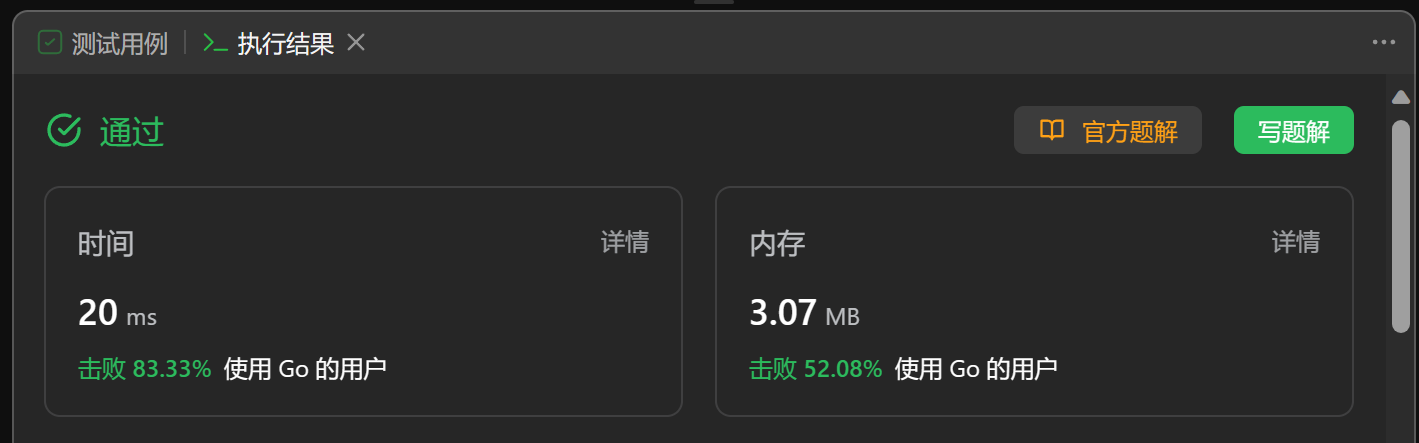 测试用例 执行结果
通过 官方题解 写题解
时间 详情
20 ms
击败 83.33% 使用 Go 的用户
内存 详情
3.07 MB
击败 52.08% 使用 Go 的用户